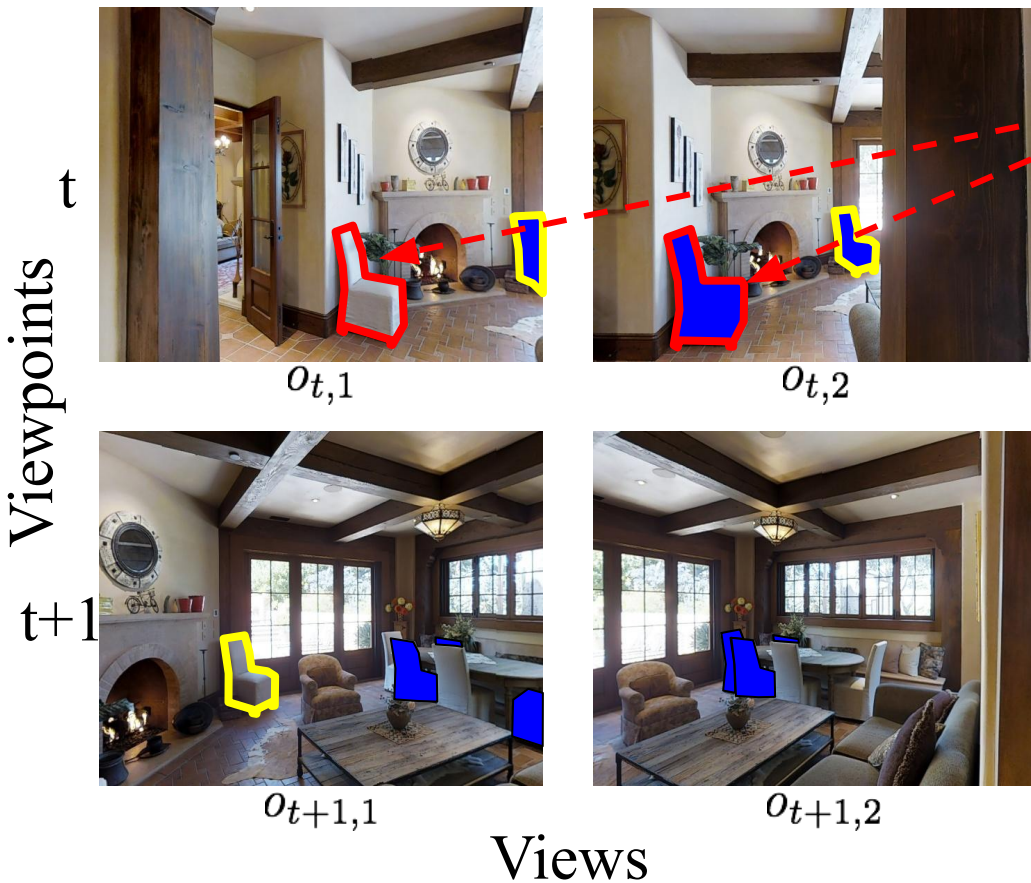 t
o_{t,1}
o_{t,2}
Viewpoints
t+1
o_{t+1,1}
o_{t+1,2}
Views